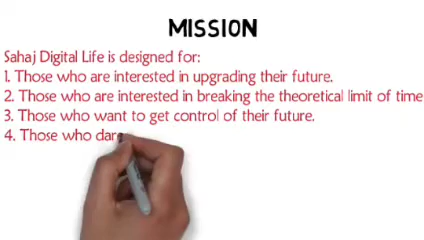 MISSION
Sahaj Digital Life is designed for:
1. Those who are interested in upgrading their future.
2. Those who are interested in breaking the theoretical limit of time
3. Those who want to get control of their future.
4. Those who dar